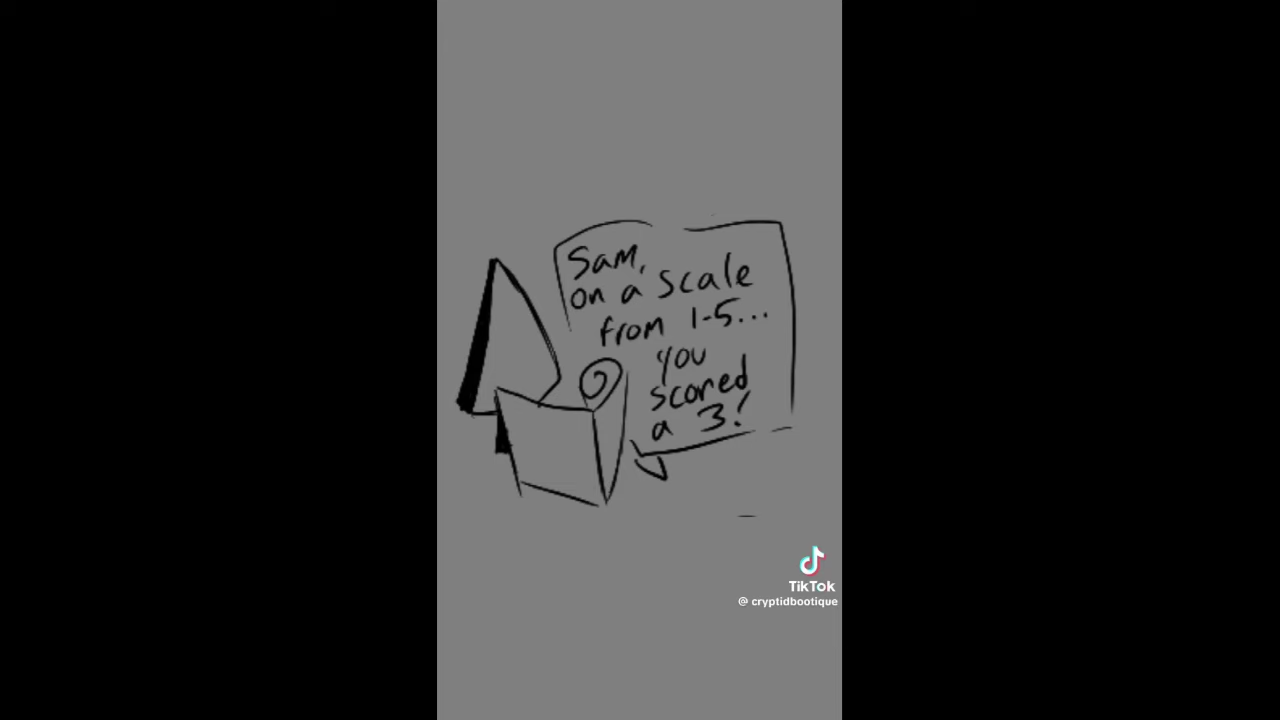 Sam,
on a scale
from 1-5...
you
scored
a 3!
TikTok
@ cryptidbootique